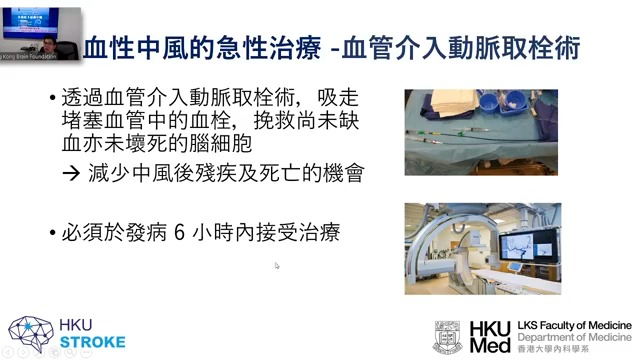 血性中風的急性治療 -血管介入動脈取栓術
Kong Brain Foundation
• 透過血管介入動脈取栓術, 吸走
堵塞血管中的血栓, 挽救尚未缺
血亦未壞死的腦細胞
→ 減少中風後殘疾及死亡的機會
• 必須於發病 6 小時內接受治療
HKU
STROKE
HKU
Med
LKS Faculty of Medicine
Department of Medicine
香港大學內科學系